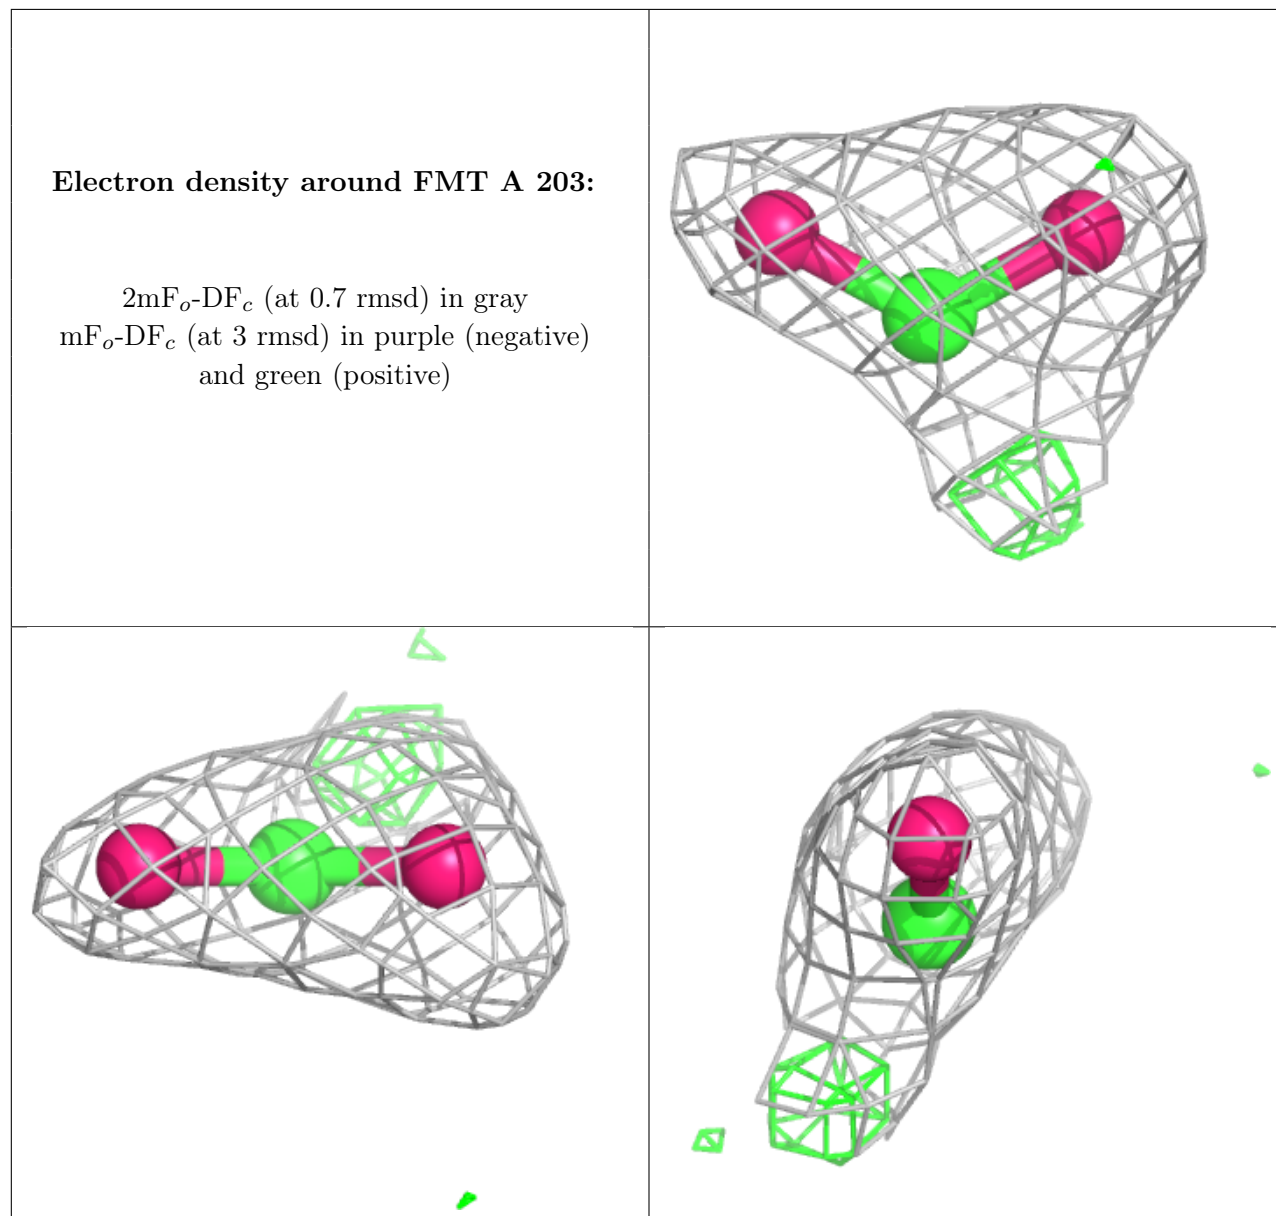 Electron density around FMT A 203:
2mFo-DFc (at 0.7 rmsd) in gray
mFo-DFc (at 3 rmsd) in purple (negative)
and green (positive)